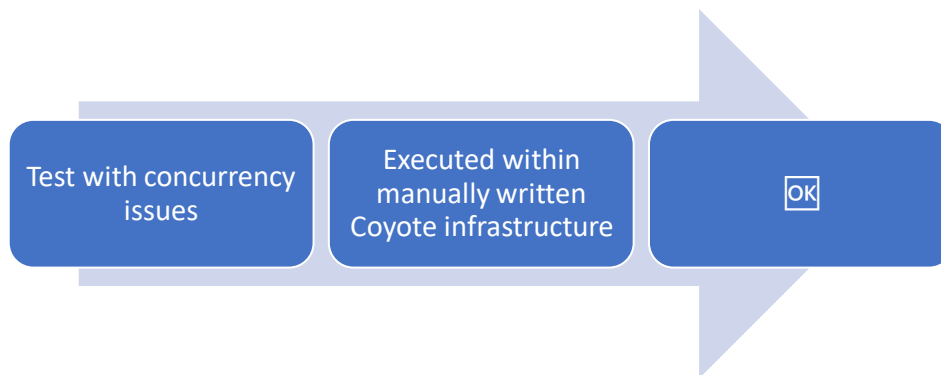 Test with concurrency
issues
Executed within
manually written
Coyote infrastructure
OK